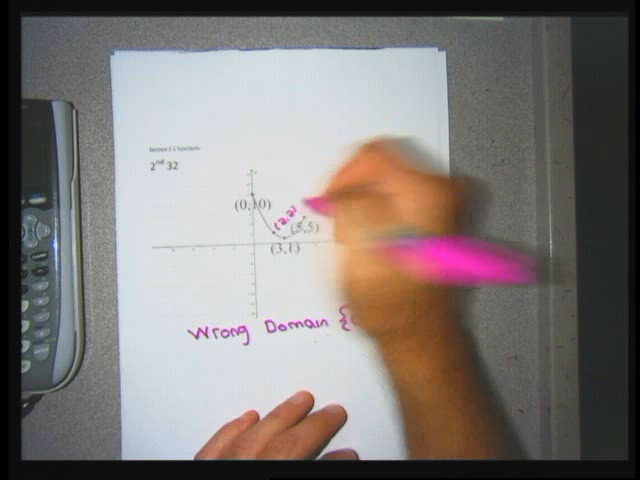 Section 2.1 functions
2nd 32
(0,10)
(2,2)
(5,5)
(3,1)
Wrong Domain {